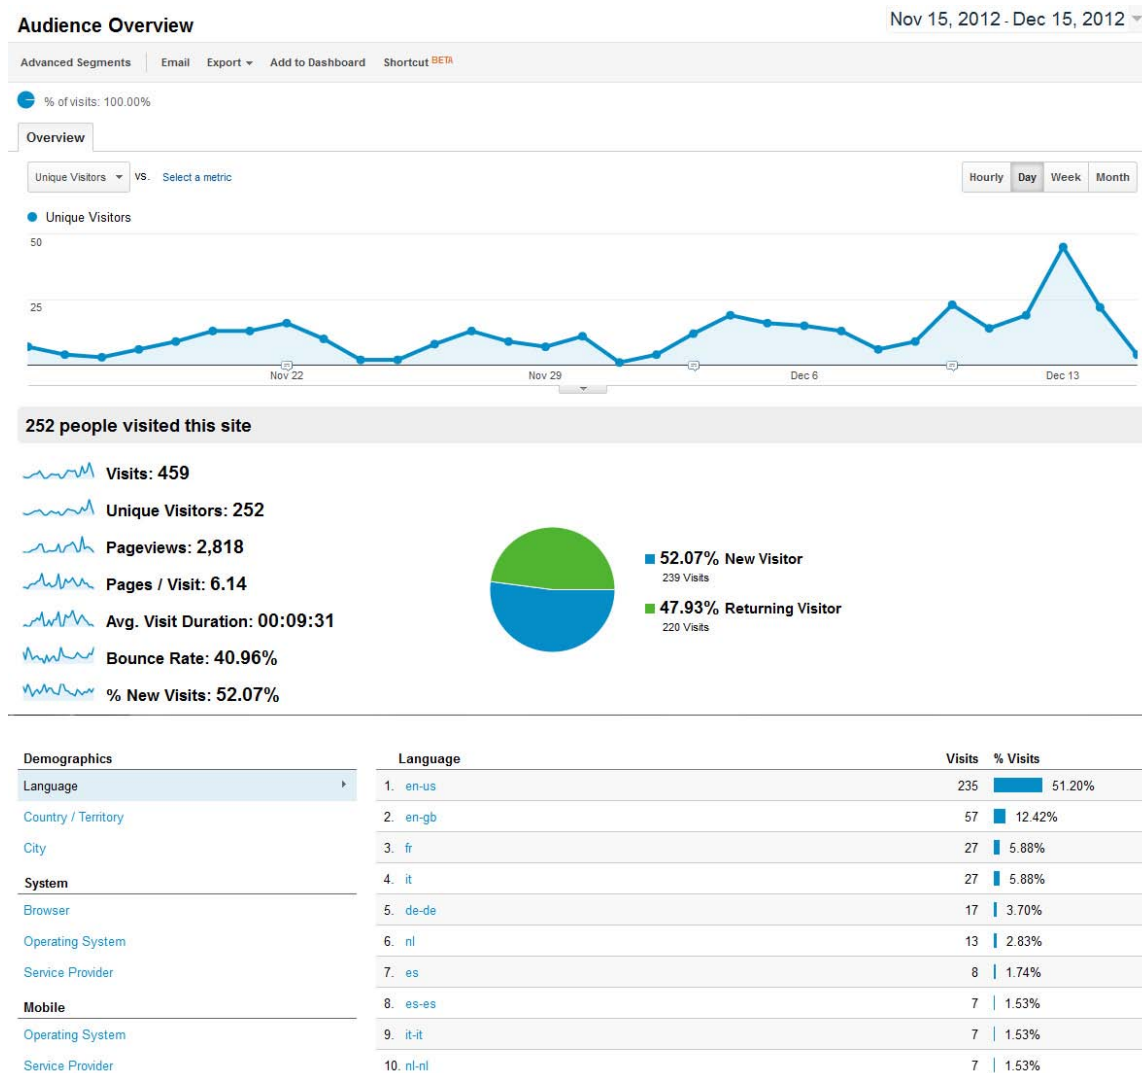 Audience Overview
Nov 15, 2012 - Dec 15, 2012
Advanced Segments Email Export Add to Dashboard Shortcut BETA
% of visits: 100.00%
Overview
Unique Visitors VS. Select a metric
Hourly Day Week Month
Unique Visitors
50
25
Nov 22 Nov 29 Dec 6 Dec 13
252 people visited this site
Visits: 459
Unique Visitors: 252
Pageviews: 2,818
Pages / Visit: 6.14
Avg. Visit Duration: 00:09:31
Bounce Rate: 40.96%
% New Visits: 52.07%
52.07% New Visitor
239 Visits
47.93% Returning Visitor
220 Visits
Demographics
Language
Country / Territory
City
System
Browser
Operating System
Service Provider
Mobile
Operating System
Service Provider
Language Visits % Visits
1. en-us 235 51.20%
2. en-gb 57 12.42%
3. fr 27 5.88%
4. it 27 5.88%
5. de-de 17 3.70%
6. nl 13 2.83%
7. es 8 1.74%
8. es-es 7 1.53%
9. it-it 7 1.53%
10. nl-nl 7 1.53%